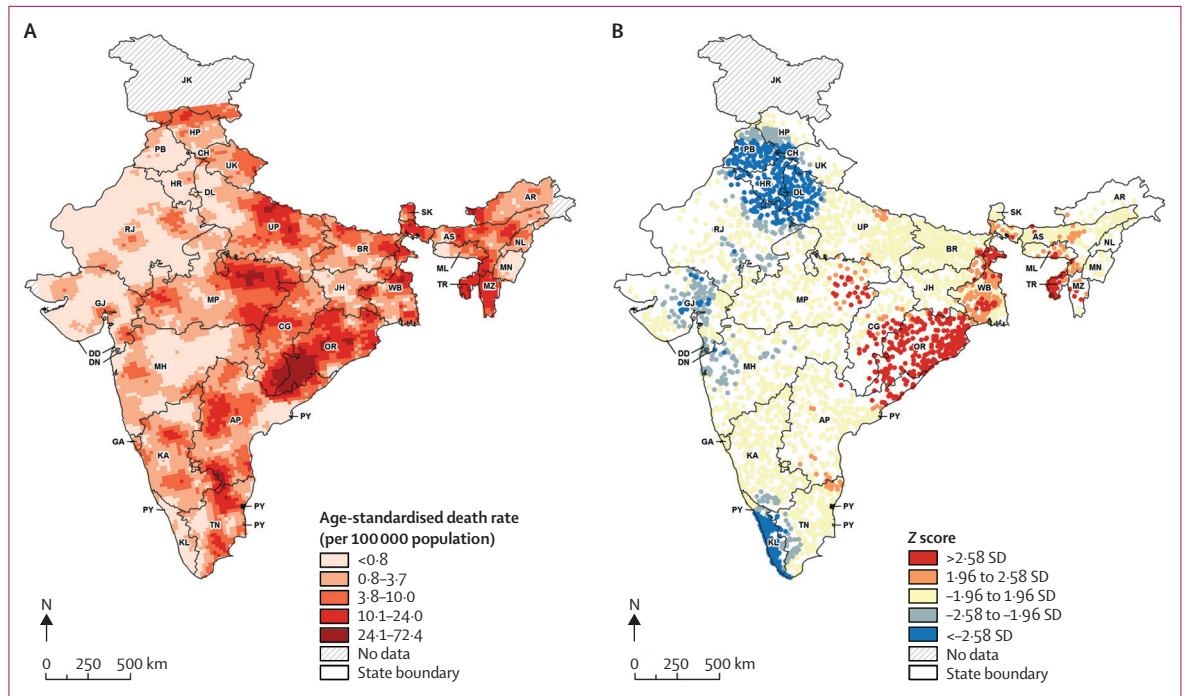 A
JK
HP
PB
CH
UK
HR
DL
SK
AR
RJ
UP
AS
NL
BR
ML
MN
JH
TR
WB
MZ
GJ
MP
CG
OR
DD
DN
MH
PY
AP
GA
KA
PY
PY
TN
PY
KL
Age-standardised death rate
(per 100 000 population)
<0·8
0·8–3·7
3·8–10·0
10·1–24·0
24·1–72·4
No data
State boundary
N
0 250 500 km
B
JK
HP
PB
CH
UK
HR
DL
SK
AR
RJ
UP
AS
NL
BR
ML
MN
JH
TR
WB
MZ
GJ
MP
CG
OR
DD
DN
MH
PY
AP
GA
KA
PY
PY
TN
PY
KL
Z score
>2·58 SD
1·96 to 2·58 SD
–1·96 to 1·96 SD
–2·58 to –1·96 SD
<–2·58 SD
No data
State boundary
N
0 250 500 km